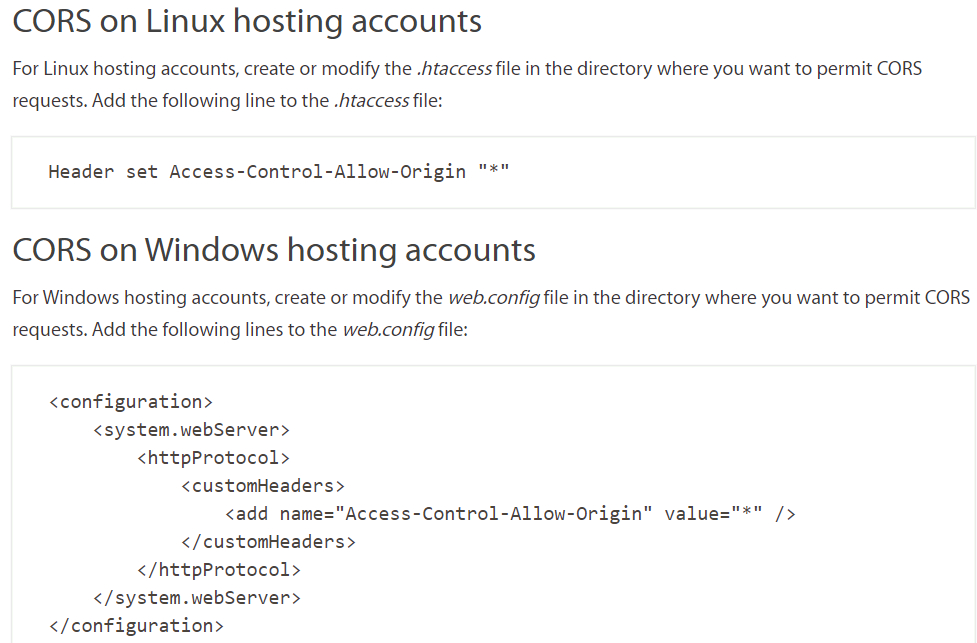 CORS on Linux hosting accounts
For Linux hosting accounts, create or modify the .htaccess file in the directory where you want to permit CORS
requests. Add the following line to the .htaccess file:
Header set Access-Control-Allow-Origin "*"
CORS on Windows hosting accounts
For Windows hosting accounts, create or modify the web.config file in the directory where you want to permit CORS
requests. Add the following lines to the web.config file:
<configuration>
    <system.webServer>
        <httpProtocol>
            <customHeaders>
                <add name="Access-Control-Allow-Origin" value="*" />
            </customHeaders>
        </httpProtocol>
    </system.webServer>
</configuration>